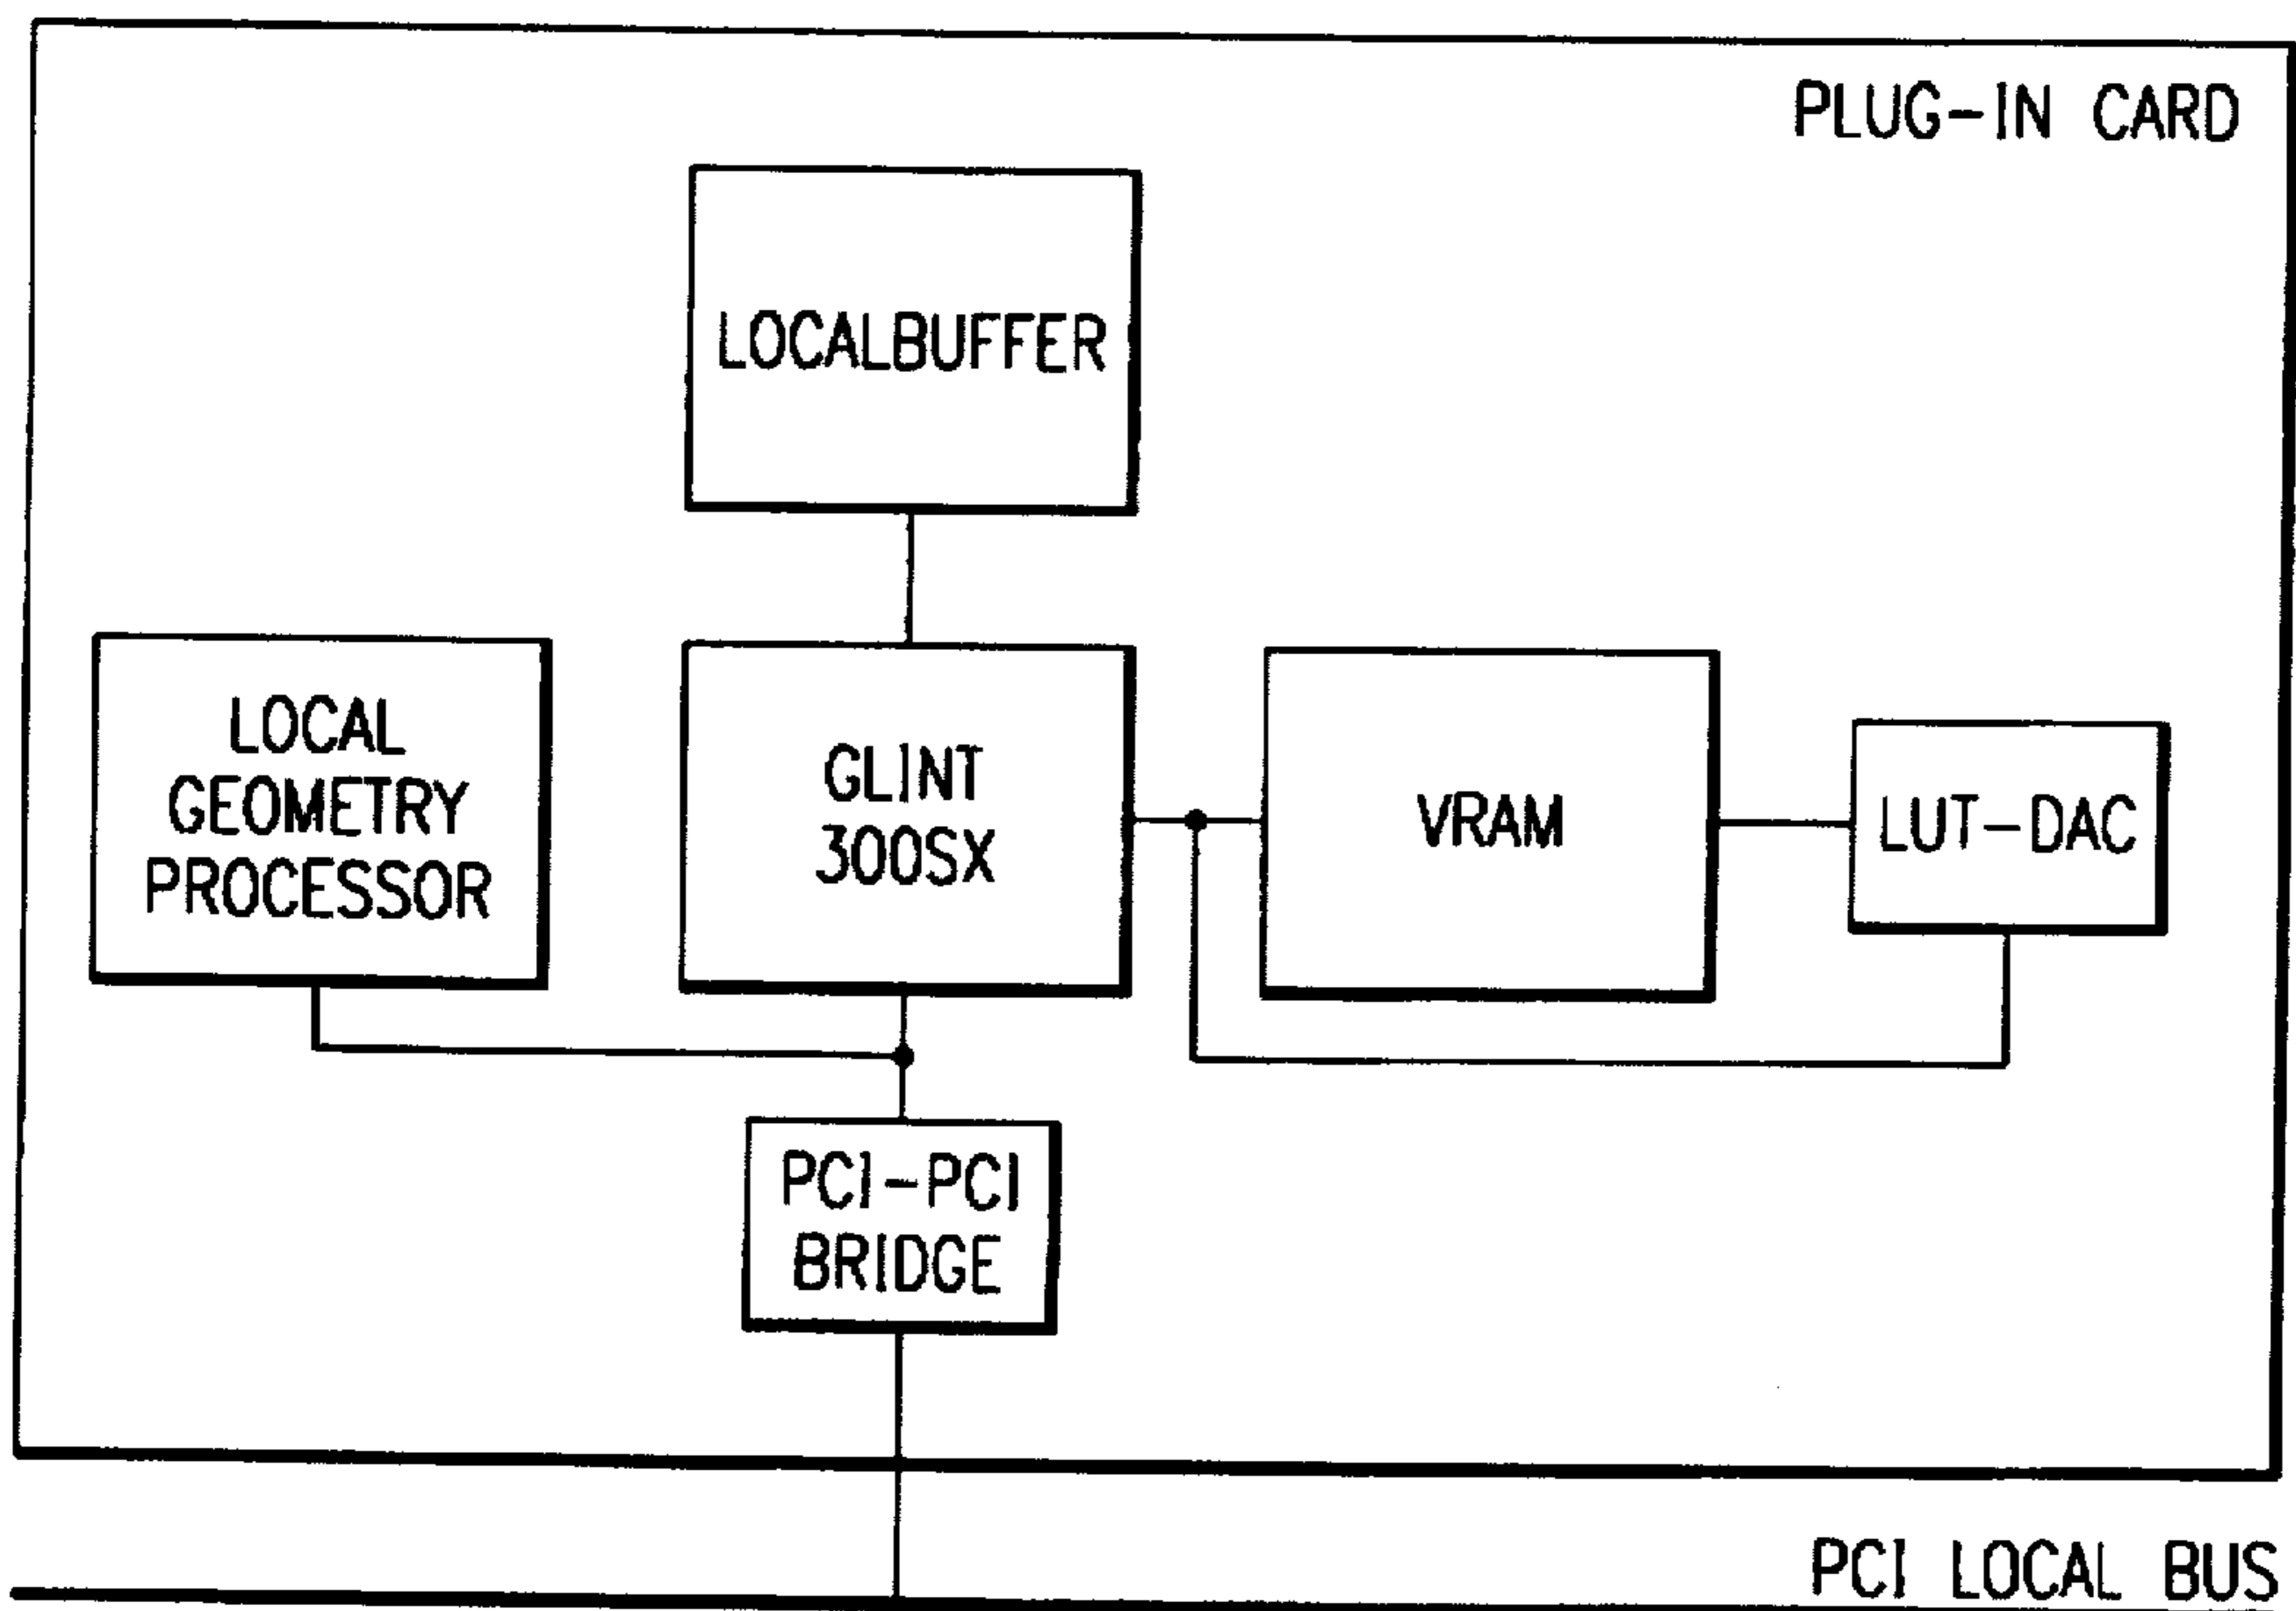 PLUG-IN CARD
LOCALBUFFER
LOCAL
GEOMETRY
PROCESSOR
GLINT
300SX
VRAM
LUT-DAC
PCI-PCI
BRIDGE
PCI LOCAL BUS